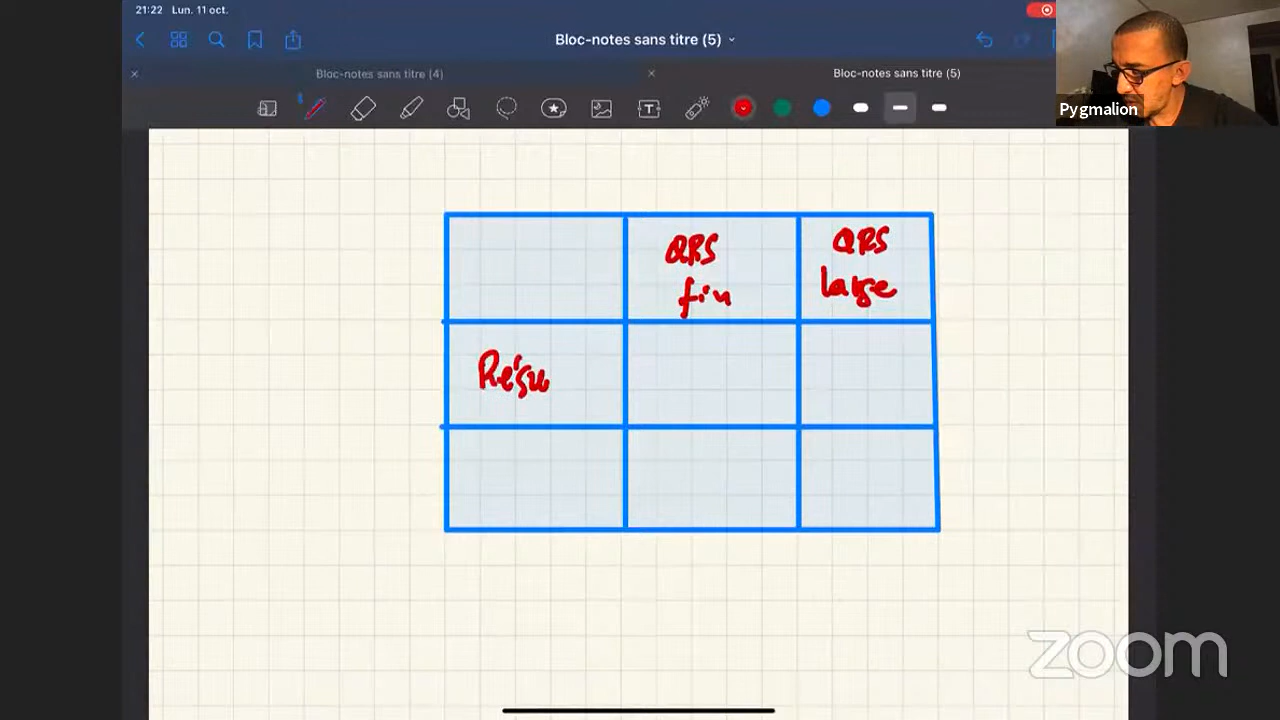 21:22 Lun. 11 oct.
Bloc-notes sans titre (5)
Bloc-notes sans titre (4)
Bloc-notes sans titre (5)
T
Pygmalion
QRS
fin
QRS
large
Régu
zoom